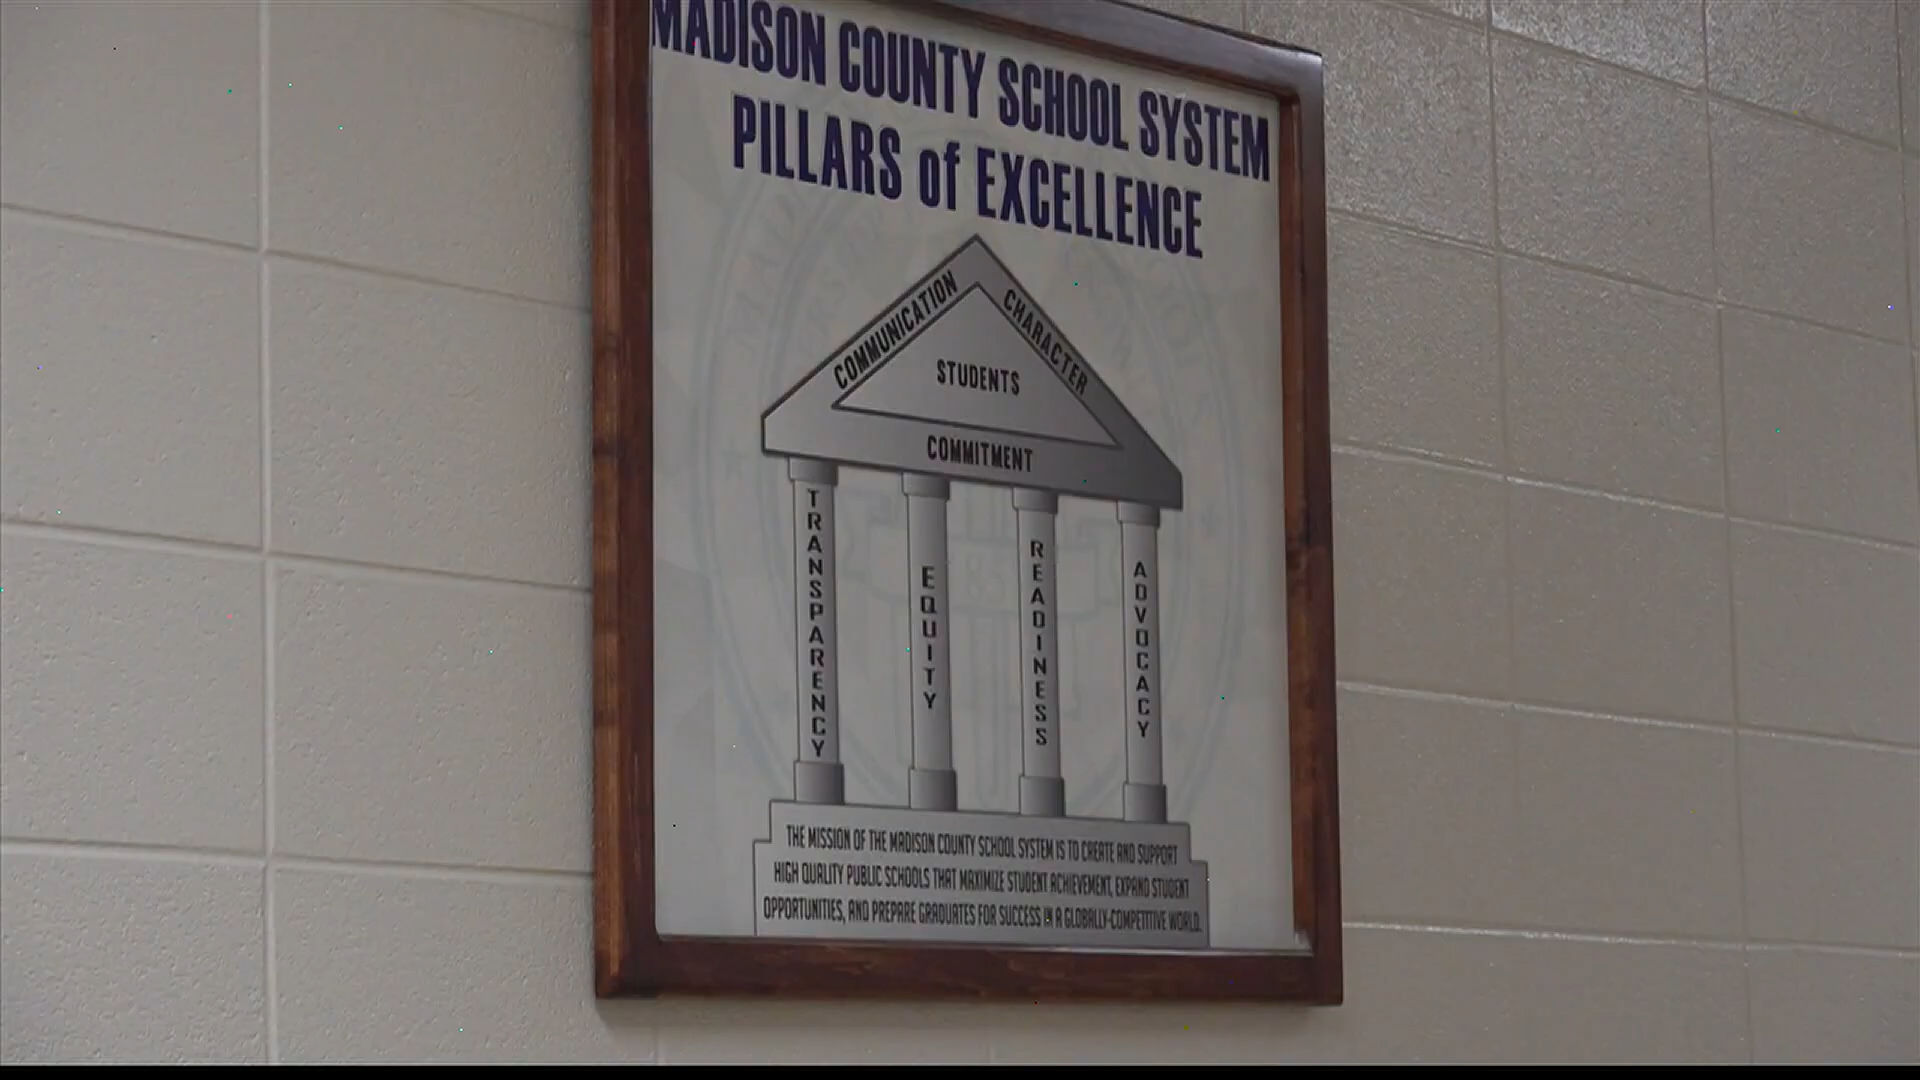 MADISON COUNTY SCHOOL SYSTEM
PILLARS of EXCELLENCE
COMMUNICATION
CHARACTER
STUDENTS
COMMITMENT
TRANSPARENCY
EQUITY
READINESS
ADVOCACY
THE MISSION OF THE MADISON COUNTY SCHOOL SYSTEM IS TO CREATE AND SUPPORT
HIGH QUALITY PUBLIC SCHOOLS THAT MAXIMIZE STUDENT ACHIEVEMENT, EXPAND STUDENT
OPPORTUNITIES, AND PREPARE GRADUATES FOR SUCCESS IN A GLOBALLY-COMPETITIVE WORLD.